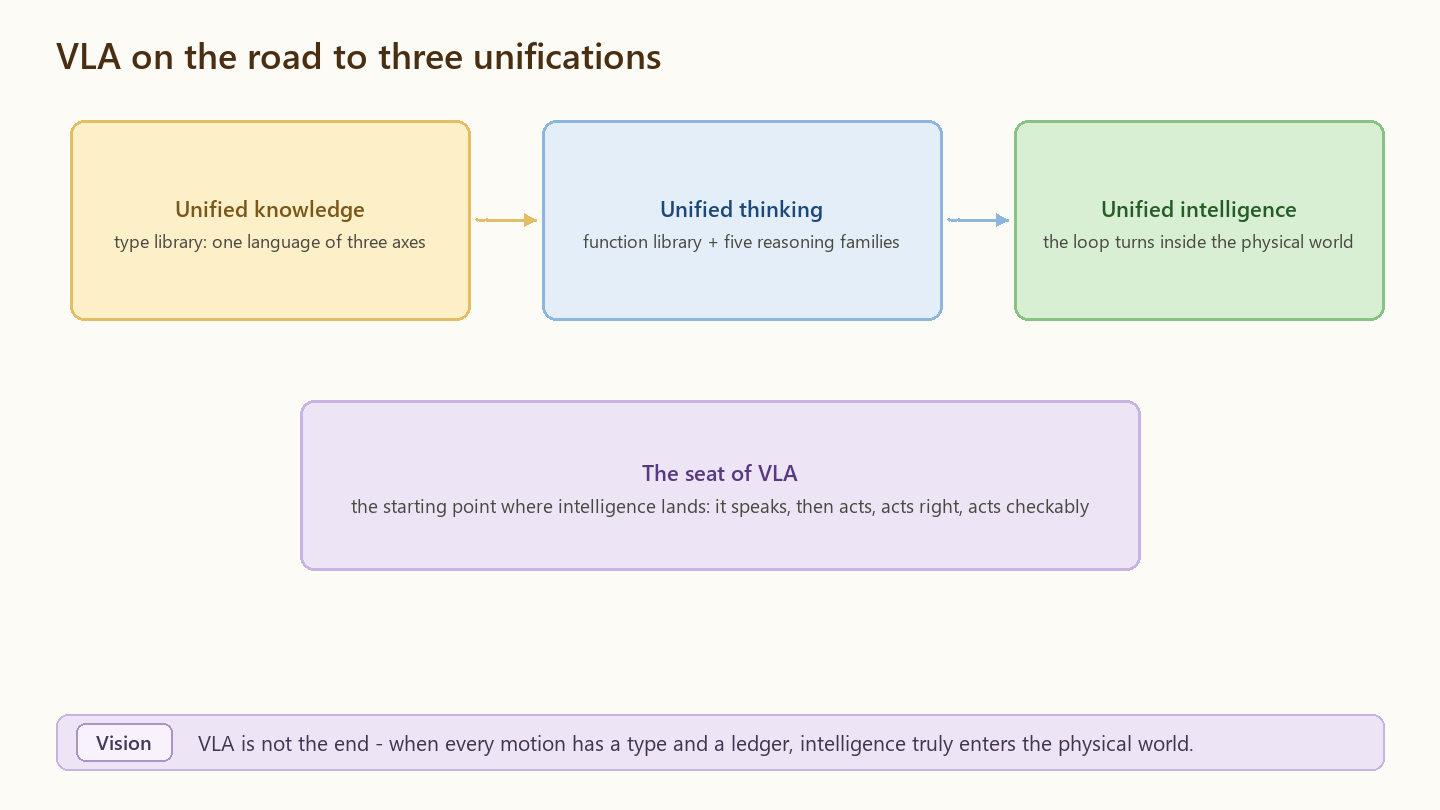 VLA on the road to three unifications
Unified knowledge
type library: one language of three axes
Unified thinking
function library + five reasoning families
Unified intelligence
the loop turns inside the physical world
The seat of VLA
the starting point where intelligence lands: it speaks, then acts, acts right, acts checkably
Vision
VLA is not the end - when every motion has a type and a ledger, intelligence truly enters the physical world.